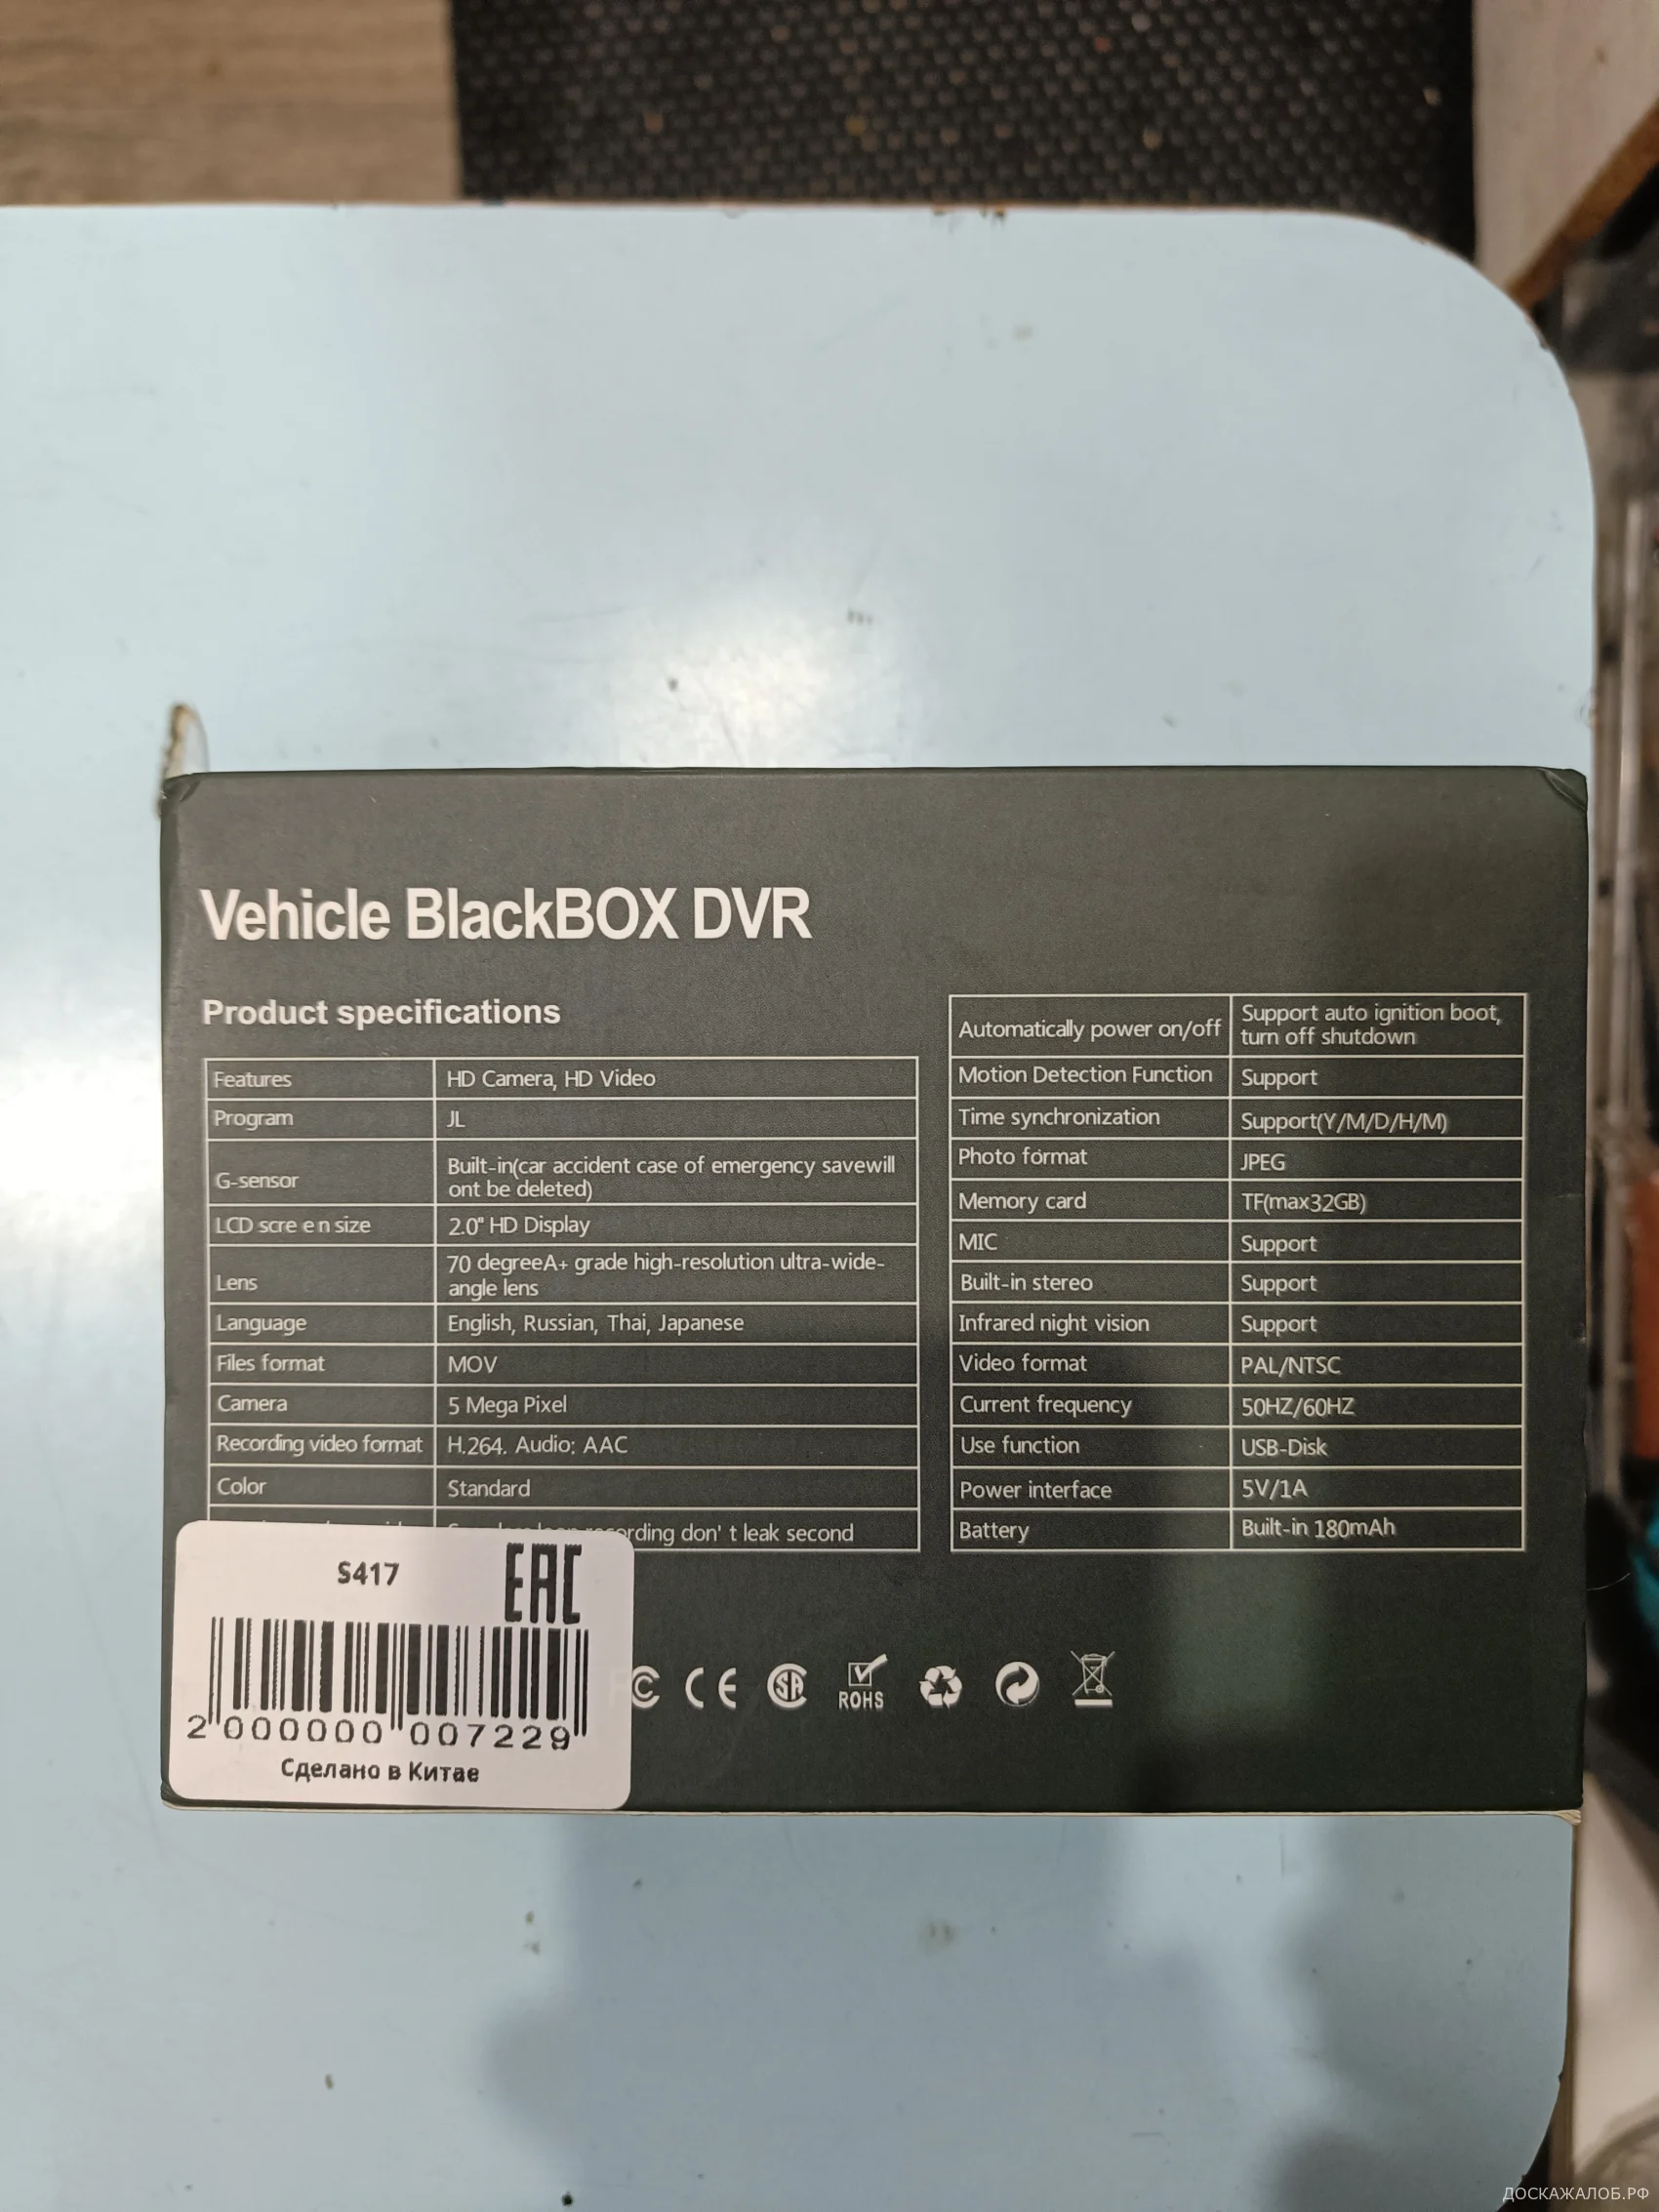 Vehicle BlackBOX DVR
Product specifications
Features HD Camera, HD Video
Program JL
G-sensor Built-in(car accident case of emergency savewill
ont be deleted)
LCD scre e n size 2.0" HD Display
Lens 70 degreeA+ grade high-resolution ultra-wide-
angle lens
Language English, Russian, Thai, Japanese
Files format MOV
Camera 5 Mega Pixel
Recording video format H.264. Audio: AAC
Color Standard
don' t leak second
Automatically power on/off Support auto ignition boot,
turn off shutdown
Motion Detection Function Support
Time synchronization Support(Y/M/D/H/M)
Photo format JPEG
Memory card TF(max32GB)
MIC Support
Built-in stereo Support
Infrared night vision Support
Video format PAL/NTSC
Current frequency 50HZ/60HZ
Use function USB-Disk
Power interface 5V/1A
Battery Built-in 180mAh
S417 EAC
2 000000 007229
Сделано в Китае
CE
ROHS
ДОСКАЖАЛОБ.РФ